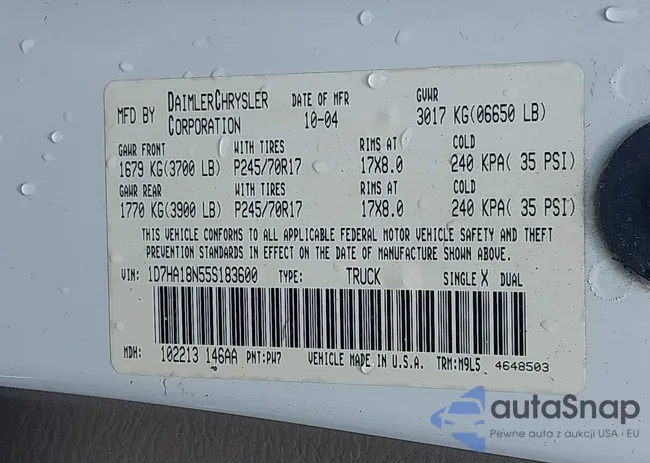 MFD BY DAIMLERCHRYSLER CORPORATION DATE OF MFR 10-04 GVWR 3017 KG(06650 LB)
GAWR FRONT WITH TIRES RIMS AT COLD
1679 KG(3700 LB) P245/70R17 17X8.0 240 KPA( 35 PSI)
GAWR REAR WITH TIRES RIMS AT COLD
1770 KG(3900 LB) P245/70R17 17X8.0 240 KPA( 35 PSI)
THIS VEHICLE CONFORMS TO ALL APPLICABLE FEDERAL MOTOR VEHICLE SAFETY AND THEFT
PREVENTION STANDARDS IN EFFECT ON THE DATE OF MANUFACTURE SHOWN ABOVE.
VIN: 1D7HA18N55S183600 TYPE: TRUCK SINGLE X DUAL
MDH: 102213 146AA PNT:PW7 VEHICLE MADE IN U.S.A. TRM:M9L5 4648503
autaSnap
Pewne auta z aukcji USA i EU